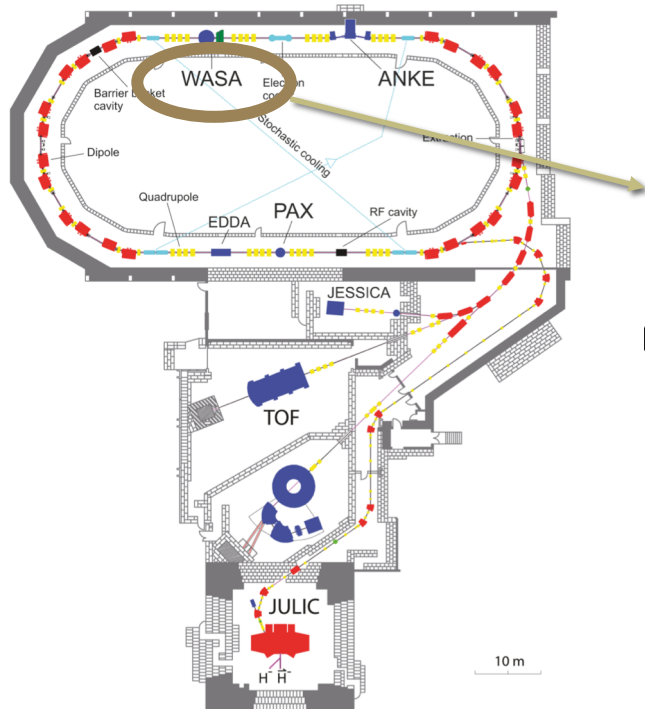 WASA
ANKE
Barrier bucket
cavity
Electron
Stochastic cooling
Extraction
Dipole
Quadrupole
EDDA
PAX
RF cavity
JESSICA
TOF
JULIC
H⁻ H⁻
10 m